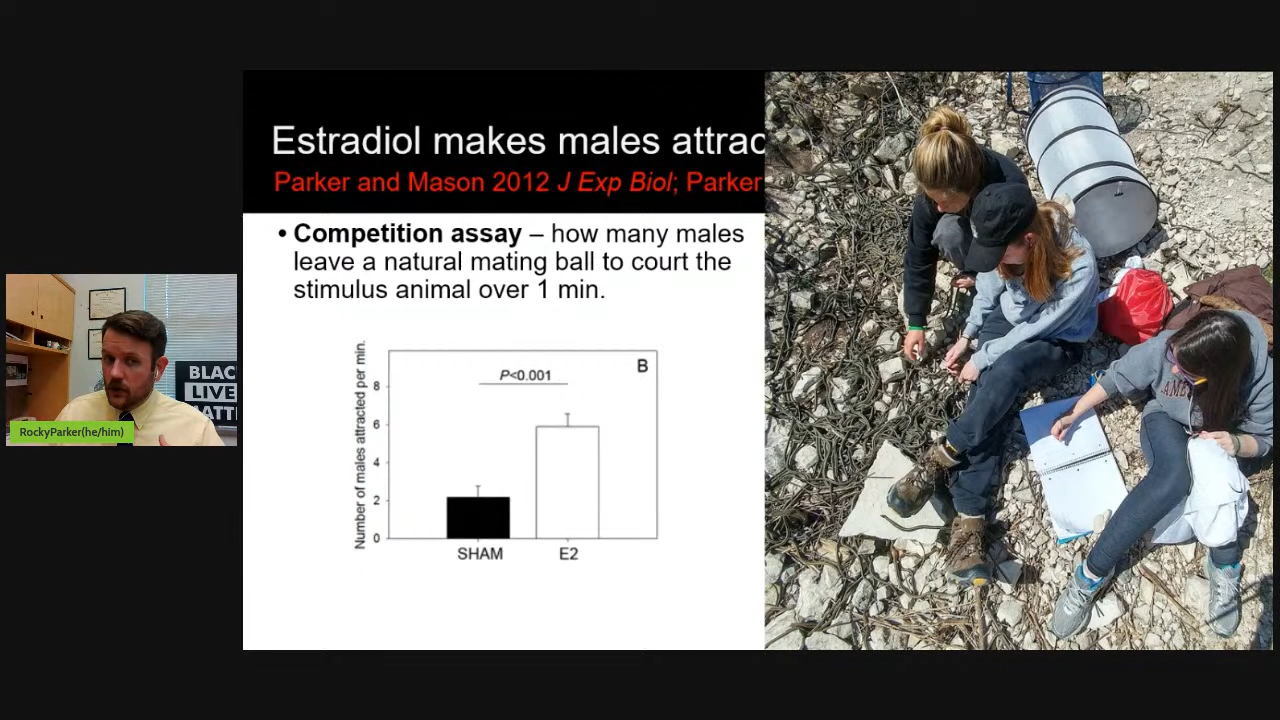 Estradiol makes males attrac
Parker and Mason 2012 J Exp Biol; Parker
• Competition assay – how many males
leave a natural mating ball to court the
stimulus animal over 1 min.
B
P<0.001
Number of males attracted per min.
8
6
4
2
0
SHAM
E2
BLAC
LIVE
MATT
RockyParker(he/him)